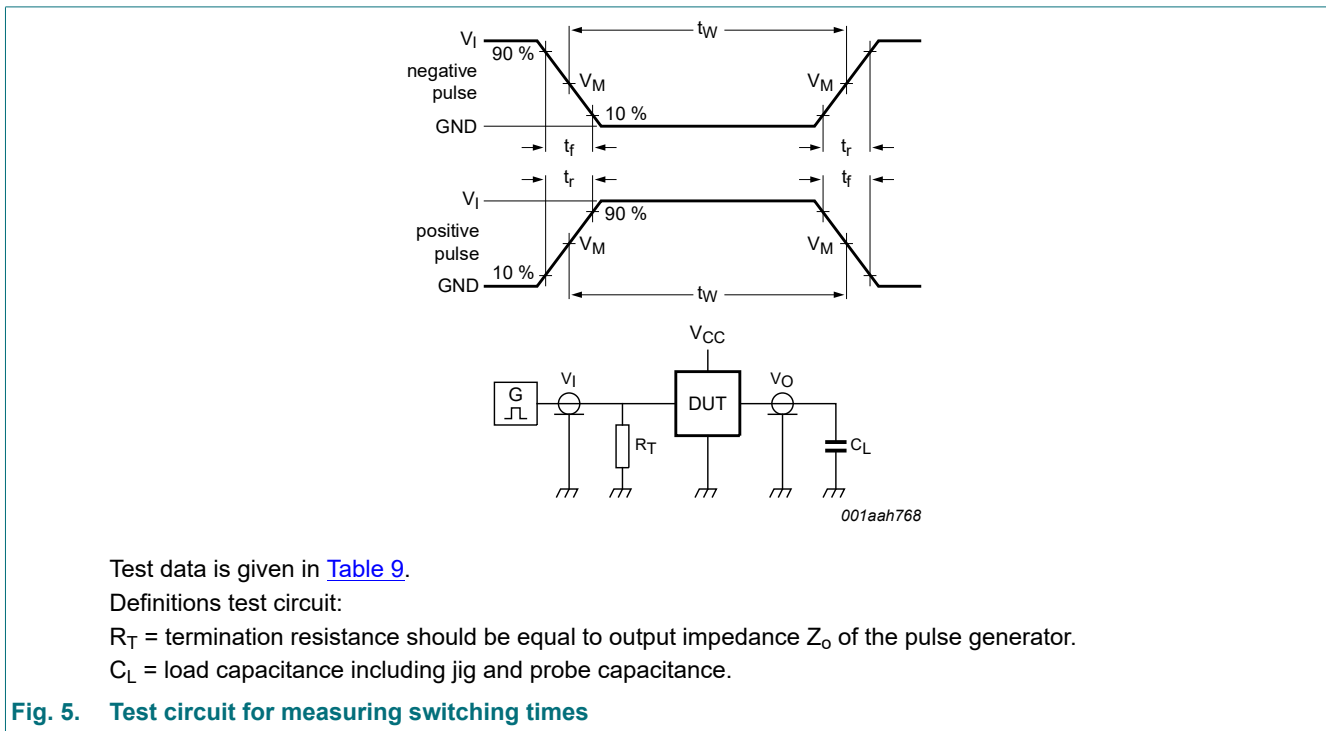 VI
tW
90 %
negative
pulse
VM
VM
10 %
GND
tf
tr
tr
tf
VI
90 %
positive
pulse
VM
VM
10 %
GND
tW
VCC
G
VI
DUT
VO
RT
CL
001aah768
Test data is given in Table 9.
Definitions test circuit:
RT = termination resistance should be equal to output impedance Zo of the pulse generator.
CL = load capacitance including jig and probe capacitance.
Fig. 5. Test circuit for measuring switching times